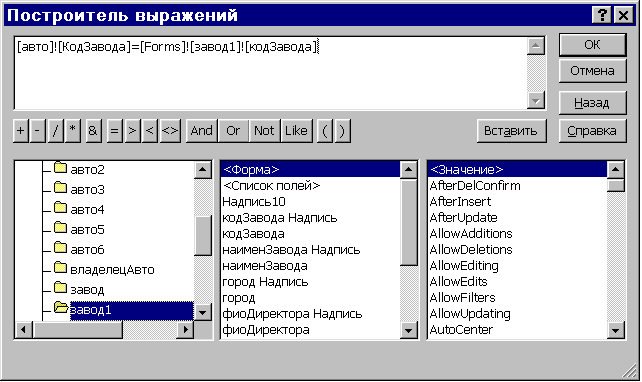 Построитель выражений
[авто]![КодЗавода]=[Forms]![завод1]![кодЗавода]
OK
Отмена
Назад
+ - / * & = > < <> And Or Not Like ( ) Вставить Справка
авто2
авто3
авто4
авто5
авто6
владелецАвто
завод
завод1
<Форма>
<Список полей>
Надпись10
кодЗавода Надпись
кодЗавода
наименЗавода Надпись
наименЗавода
город Надпись
город
фиоДиректора Надпись
фиоДиректора
<Значение>
AfterDelConfirm
AfterInsert
AfterUpdate
AllowAdditions
AllowDeletions
AllowEditing
AllowEdits
AllowFilters
AllowUpdating
AutoCenter